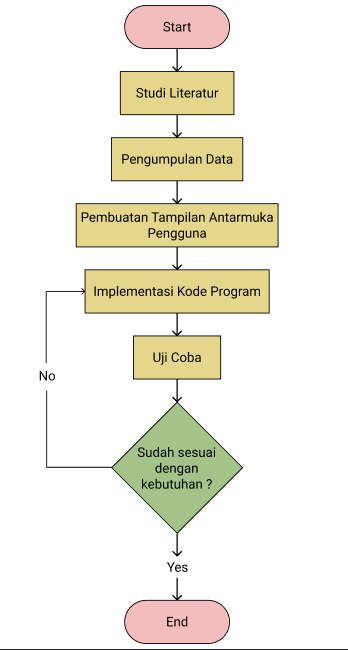 Start
Studi Literatur
Pengumpulan Data
Pembuatan Tampilan Antarmuka
Pengguna
Implementasi Kode Program
Uji Coba
No
Sudah sesuai
dengan
kebutuhan ?
Yes
End